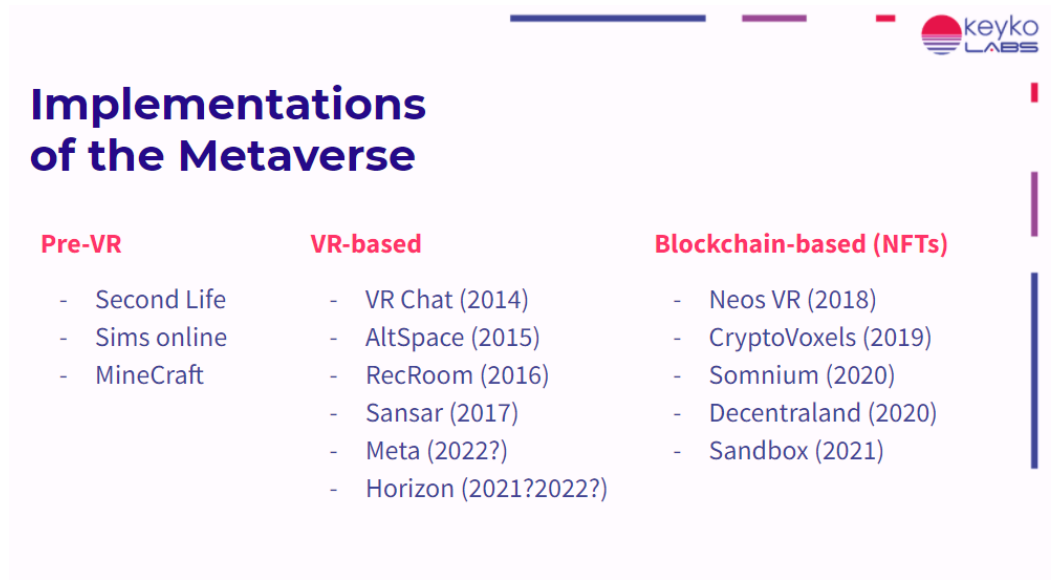 keyko
LABS
Implementations
of the Metaverse
Pre-VR
- Second Life
- Sims online
- MineCraft
VR-based
- VR Chat (2014)
- AltSpace (2015)
- RecRoom (2016)
- Sansar (2017)
- Meta (2022?)
- Horizon (2021?2022?)
Blockchain-based (NFTs)
- Neos VR (2018)
- CryptoVoxels (2019)
- Somnium (2020)
- Decentraland (2020)
- Sandbox (2021)